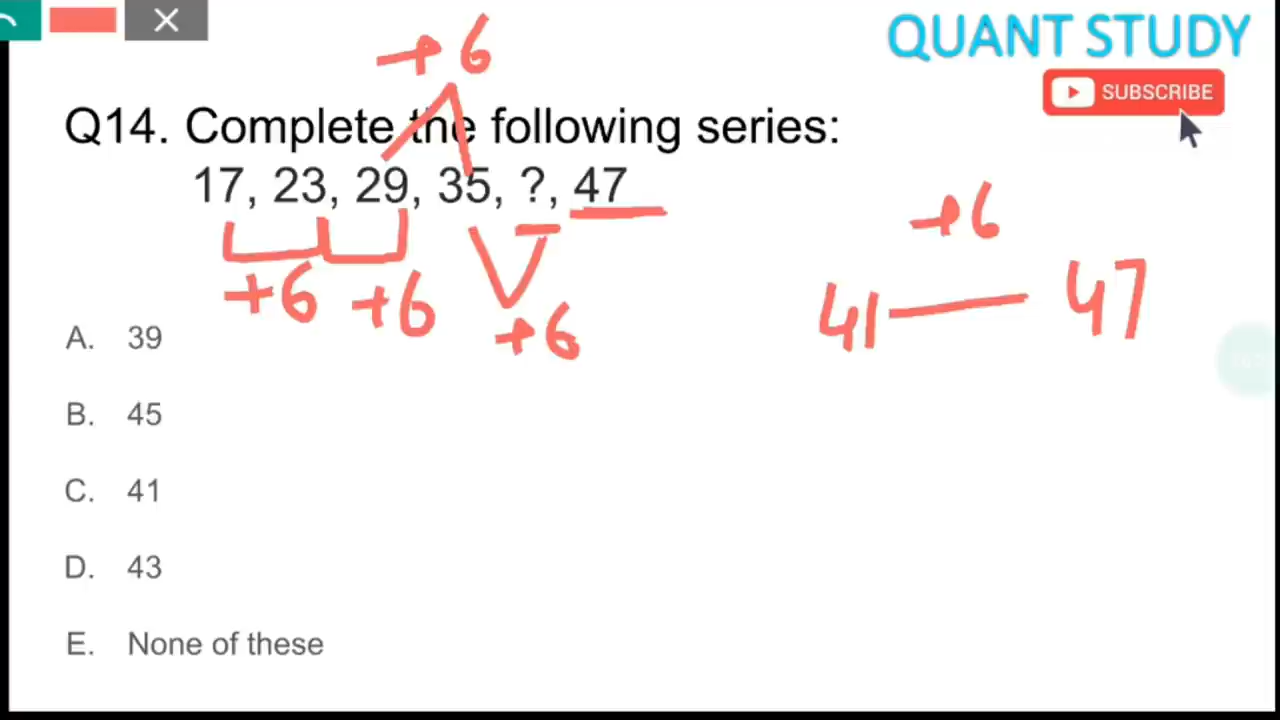 QUANT STUDY
SUBSCRIBE
+6
Q14. Complete the following series:
17, 23, 29, 35, ?, 47
+6 +6 +6
+6
41 47
A. 39
B. 45
C. 41
D. 43
E. None of these